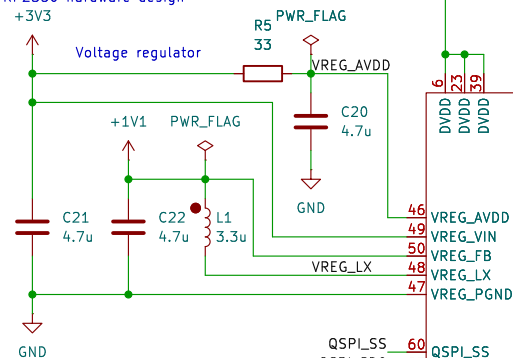 +3V3
Voltage regulator
R5
33
PWR_FLAG
VREG_AVDD
6
23
39
DVDD
DVDD
DVDD
C20
4.7u
GND
+1V1
PWR_FLAG
C21
4.7u
C22
4.7u
L1
3.3u
46
VREG_AVDD
49
VREG_VIN
50
VREG_FB
VREG_LX
48
VREG_LX
47
VREG_PGND
GND
QSPI_SS
60
QSPI_SS